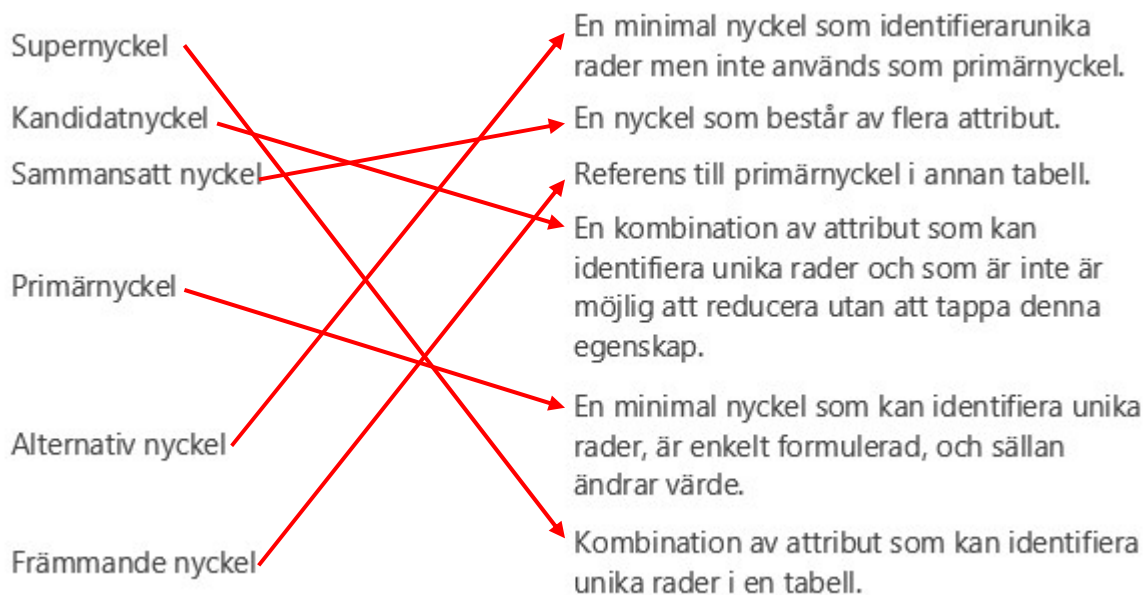 Supernyckel
Kandidatnyckel
Sammansatt nyckel
Primärnyckel
Alternativ nyckel
Främmande nyckel
En minimal nyckel som identifierarunika
rader men inte används som primärnyckel.
En nyckel som består av flera attribut.
Referens till primärnyckel i annan tabell.
En kombination av attribut som kan
identifiera unika rader och som är inte är
möjlig att reducera utan att tappa denna
egenskap.
En minimal nyckel som kan identifiera unika
rader, är enkelt formulerad, och sällan
ändrar värde.
Kombination av attribut som kan identifiera
unika rader i en tabell.